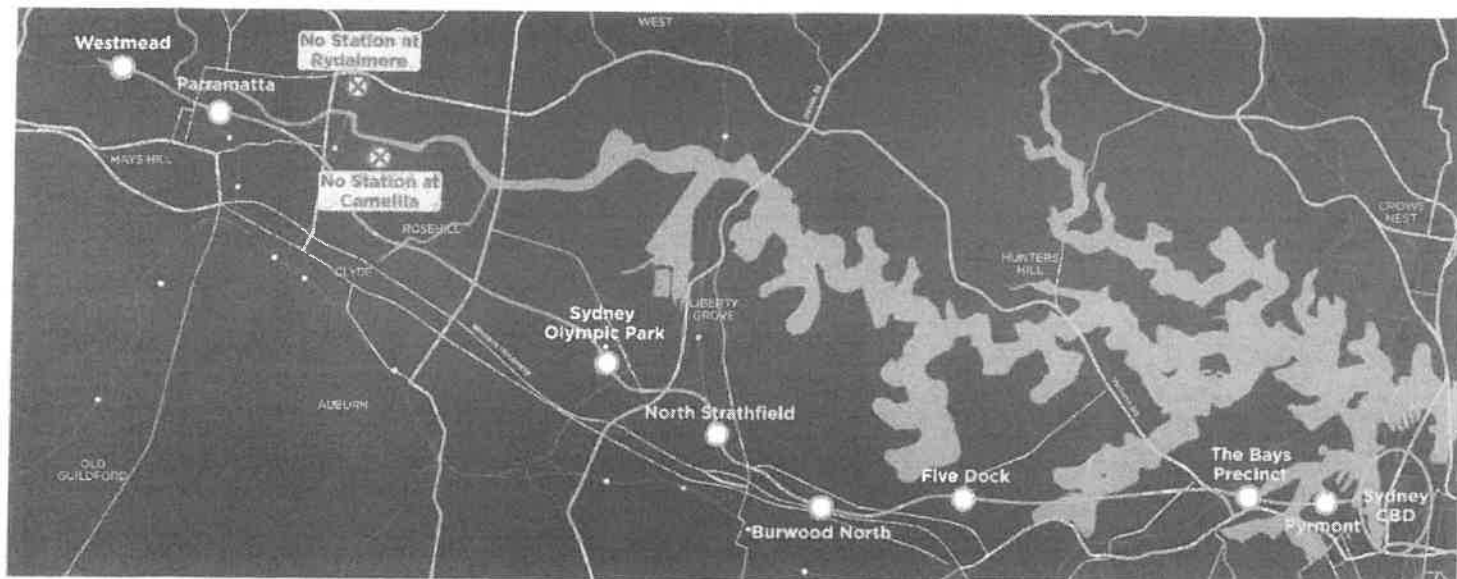 WEST
Westmead
No Station at
Rydalmere
Parramatta
MAYS HILL
No Station at
Camellia
ROSEHILL
CROWS
NEST
CLYDE
HUNTERS
HILL
LIBERTY
GROVE
Sydney
Olympic Park
AUBURN
North Strathfield
OLD
GUILDFORD
The Bays
Precinct
Five Dock
Sydney
CBD
Pyrmont
Burwood North